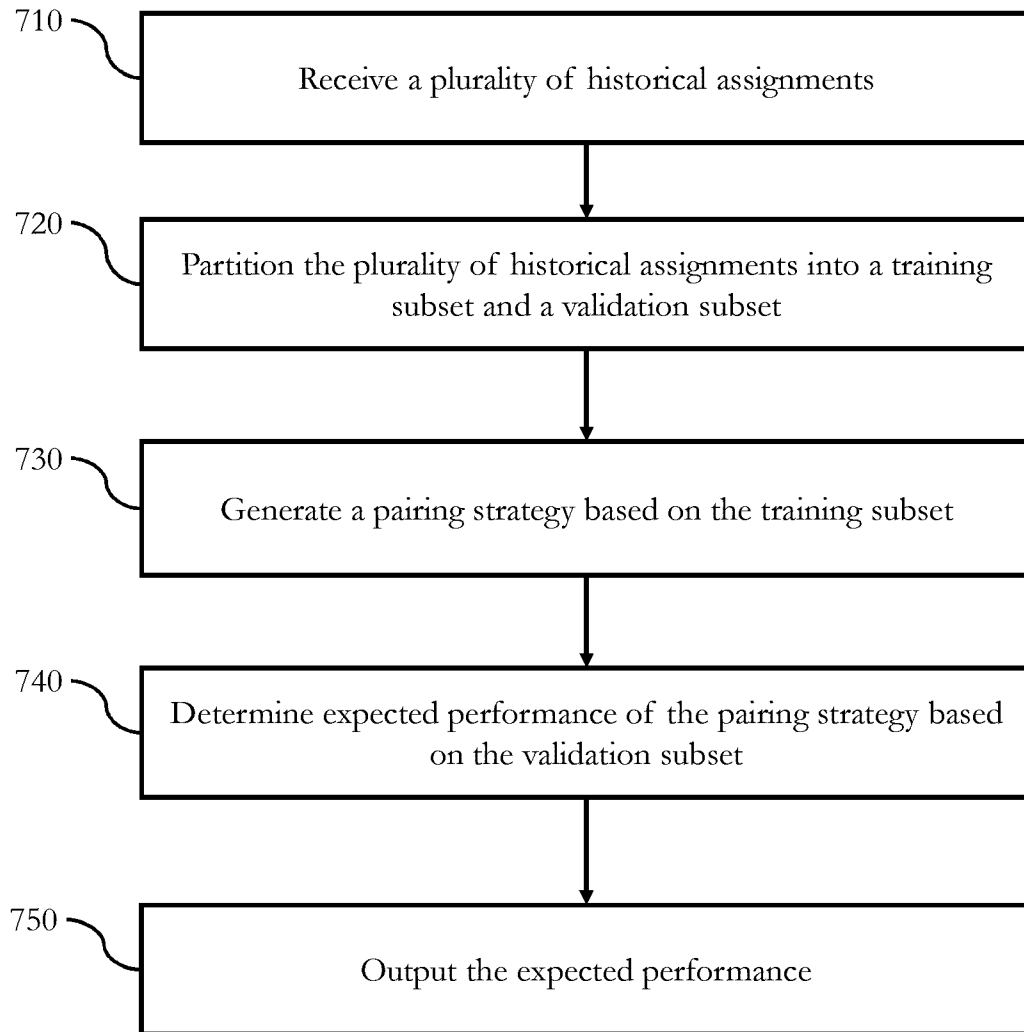 710
Receive a plurality of historical assignments
720
Partition the plurality of historical assignments into a training
subset and a validation subset
730
Generate a pairing strategy based on the training subset
740
Determine expected performance of the pairing strategy based
on the validation subset
750
Output the expected performance